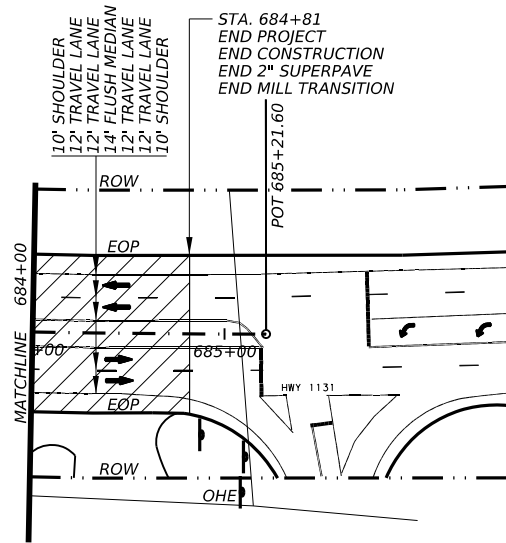 10' SHOULDER
12' TRAVEL LANE
12' TRAVEL LANE
14' FLUSH MEDIAN
12' TRAVEL LANE
12' TRAVEL LANE
10' SHOULDER
STA. 684+81
END PROJECT
END CONSTRUCTION
END 2" SUPERPAVE
END MILL TRANSITION
POT 685+21.60
ROW
EOP
MATCHLINE 684+00
+00
685+00
HWY 1131
EOP
ROW
OHE